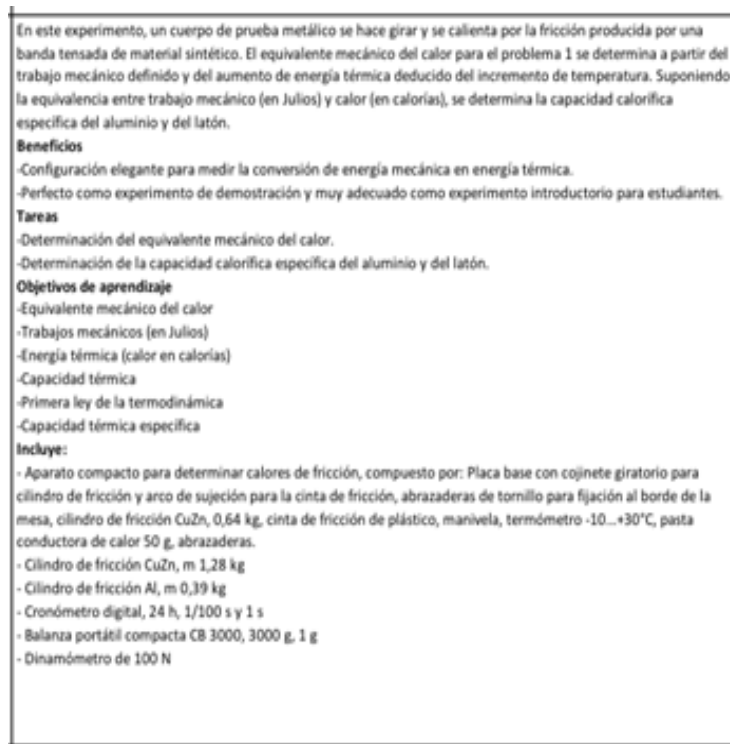 En este experimento, un cuerpo de prueba metálico se hace girar y se calienta por la fricción producida por una
banda tensada de material sintético. El equivalente mecánico del calor para el problema 1 se determina a partir del
trabajo mecánico definido y del aumento de energía térmica deducido del incremento de temperatura. Suponiendo
la equivalencia entre trabajo mecánico (en Julios) y calor (en calorías), se determina la capacidad calorífica
específica del aluminio y del latón.
Beneficios
-Configuración elegante para medir la conversión de energía mecánica en energía térmica.
-Perfecto como experimento de demostración y muy adecuado como experimento introductorio para estudiantes.
Tareas
-Determinación del equivalente mecánico del calor.
-Determinación de la capacidad calorífica específica del aluminio y del latón.
Objetivos de aprendizaje
-Equivalente mecánico del calor
-Trabajos mecánicos (en Julios)
-Energía térmica (calor en calorías)
-Capacidad térmica
-Primera ley de la termodinámica
-Capacidad térmica específica
Incluye:
- Aparato compacto para determinar calores de fricción, compuesto por: Placa base con cojinete giratorio para
cilindro de fricción y arco de sujeción para la cinta de fricción, abrazaderas de tornillo para fijación al borde de la
mesa, cilindro de fricción CuZn, 0,64 kg, cinta de fricción de plástico, manivela, termómetro -10...+30°C, pasta
conductora de calor 50 g, abrazaderas.
- Cilindro de fricción CuZn, m 1,28 kg
- Cilindro de fricción Al, m 0,39 kg
- Cronómetro digital, 24 h, 1/100 s y 1 s
- Balanza portátil compacta CB 3000, 3000 g, 1 g
- Dinamómetro de 100 N